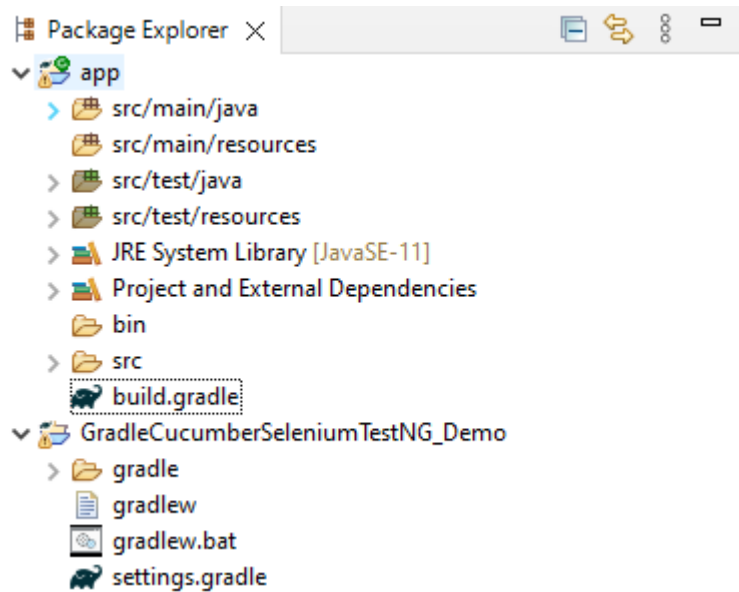 Package Explorer
app
src/main/java
src/main/resources
src/test/java
src/test/resources
JRE System Library [JavaSE-11]
Project and External Dependencies
bin
src
build.gradle
GradleCucumberSeleniumTestNG_Demo
gradle
gradlew
gradlew.bat
settings.gradle